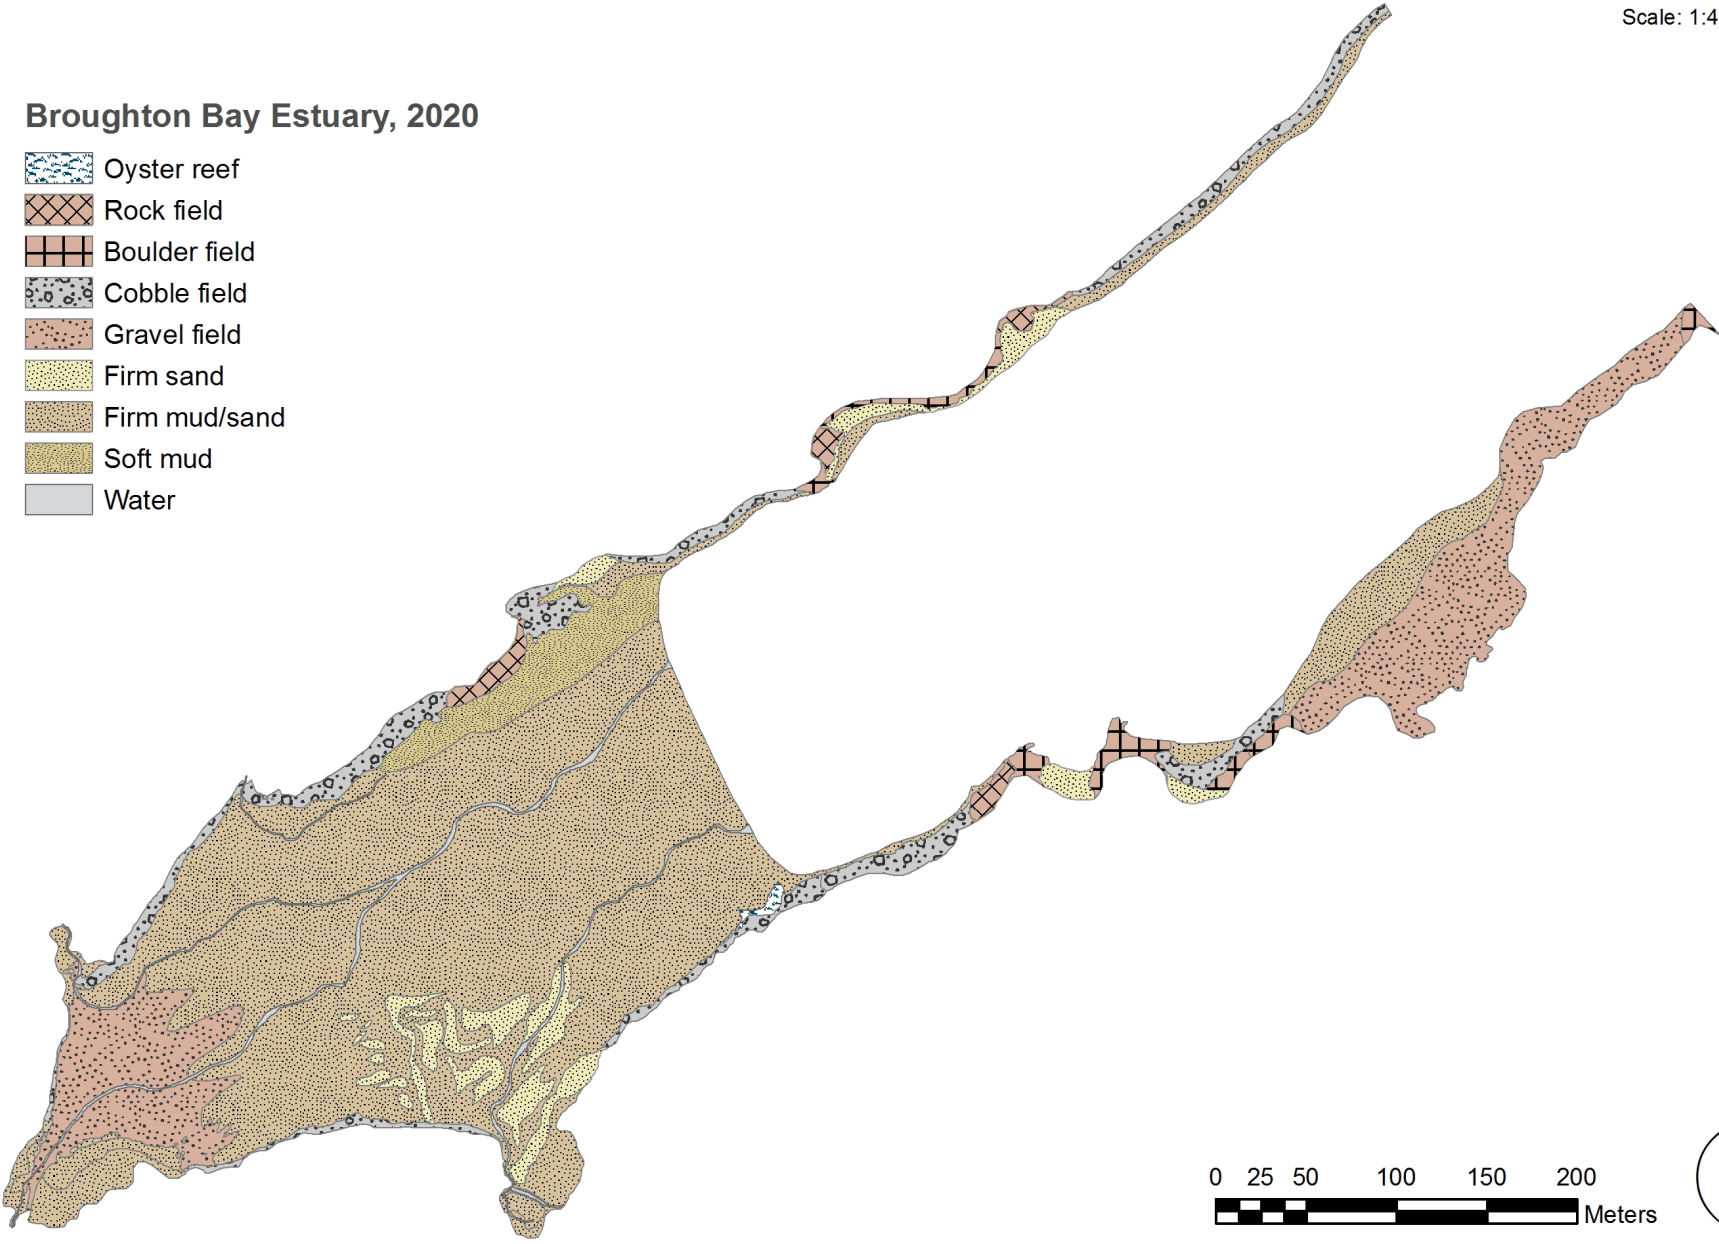 Scale: 1:4
Broughton Bay Estuary, 2020
Oyster reef
Rock field
Boulder field
Cobble field
Gravel field
Firm sand
Firm mud/sand
Soft mud
Water
0 25 50 100 150 200
Meters